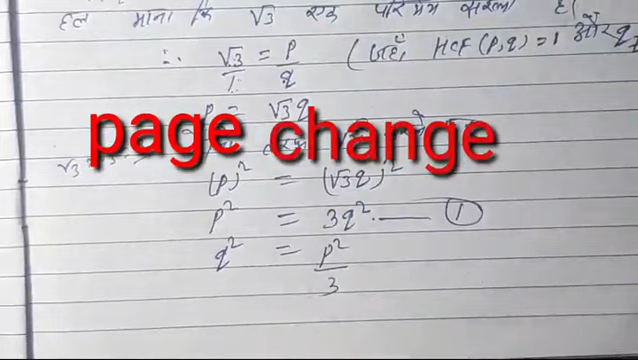 हल माना कि √3 एक परिमेय संख्या है।
∴ √3/1 = p/q (जहाँ HCF (p,q) = 1 और q
p = √3q
page change
(p)² = (√3q)²
p² = 3q² —— ①
q² = p²/3